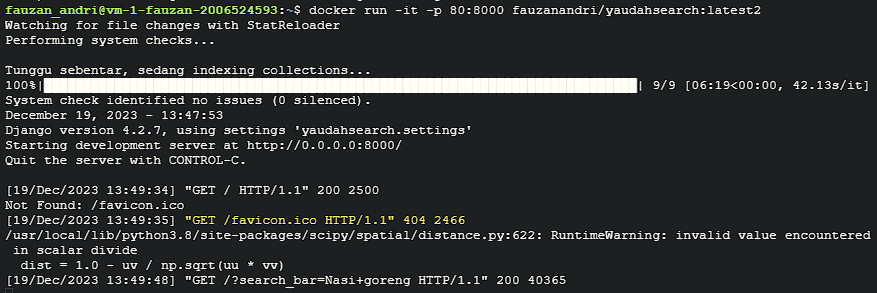 fauzan_andri@vm-1-fauzan-2006524593:~$ docker run -it -p 80:8000 fauzanandri/yaudahsearch:latest2
Watching for file changes with StatReloader
Performing system checks...
Tunggu sebentar, sedang indexing collections...
100%|██████████████████████████████████████████████████| 9/9 [06:19<00:00, 42.13s/it]
System check identified no issues (0 silenced).
December 19, 2023 - 13:47:53
Django version 4.2.7, using settings 'yaudahsearch.settings'
Starting development server at http://0.0.0.0:8000/
Quit the server with CONTROL-C.
[19/Dec/2023 13:49:34] "GET / HTTP/1.1" 200 2500
Not Found: /favicon.ico
[19/Dec/2023 13:49:35] "GET /favicon.ico HTTP/1.1" 404 2466
/usr/local/lib/python3.8/site-packages/scipy/spatial/distance.py:622: RuntimeWarning: invalid value encountered
 in scalar divide
  dist = 1.0 - uv / np.sqrt(uu * vv)
[19/Dec/2023 13:49:48] "GET /?search_bar=Nasi+goreng HTTP/1.1" 200 40365